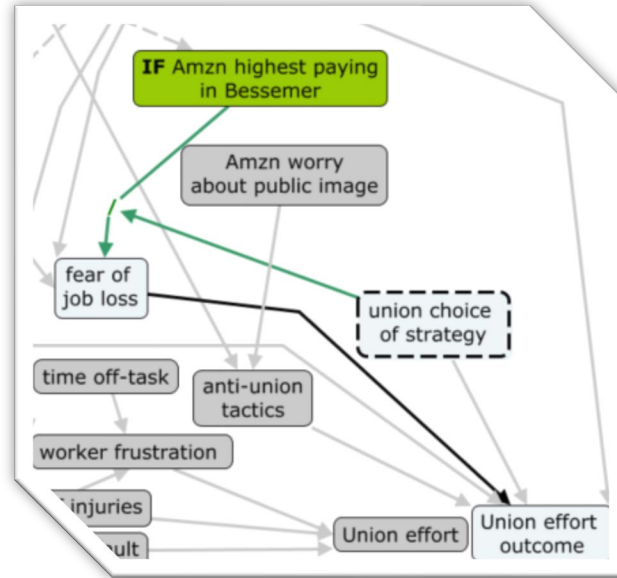 IF Amzn highest paying
in Bessemer
Amzn worry
about public image
fear of
job loss
union choice
of strategy
time off-task
anti-union
tactics
worker frustration
injuries
Union effort
Union effort
outcome